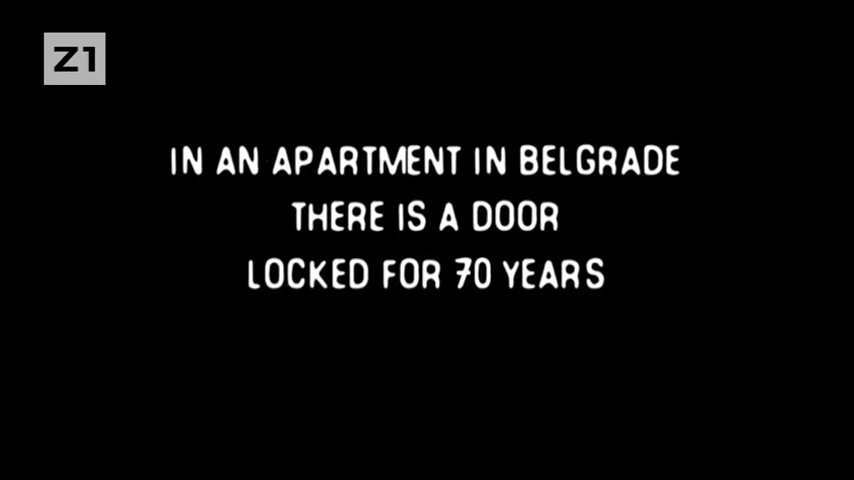 Z1
IN AN APARTMENT IN BELGRADE
THERE IS A DOOR
LOCKED FOR 70 YEARS